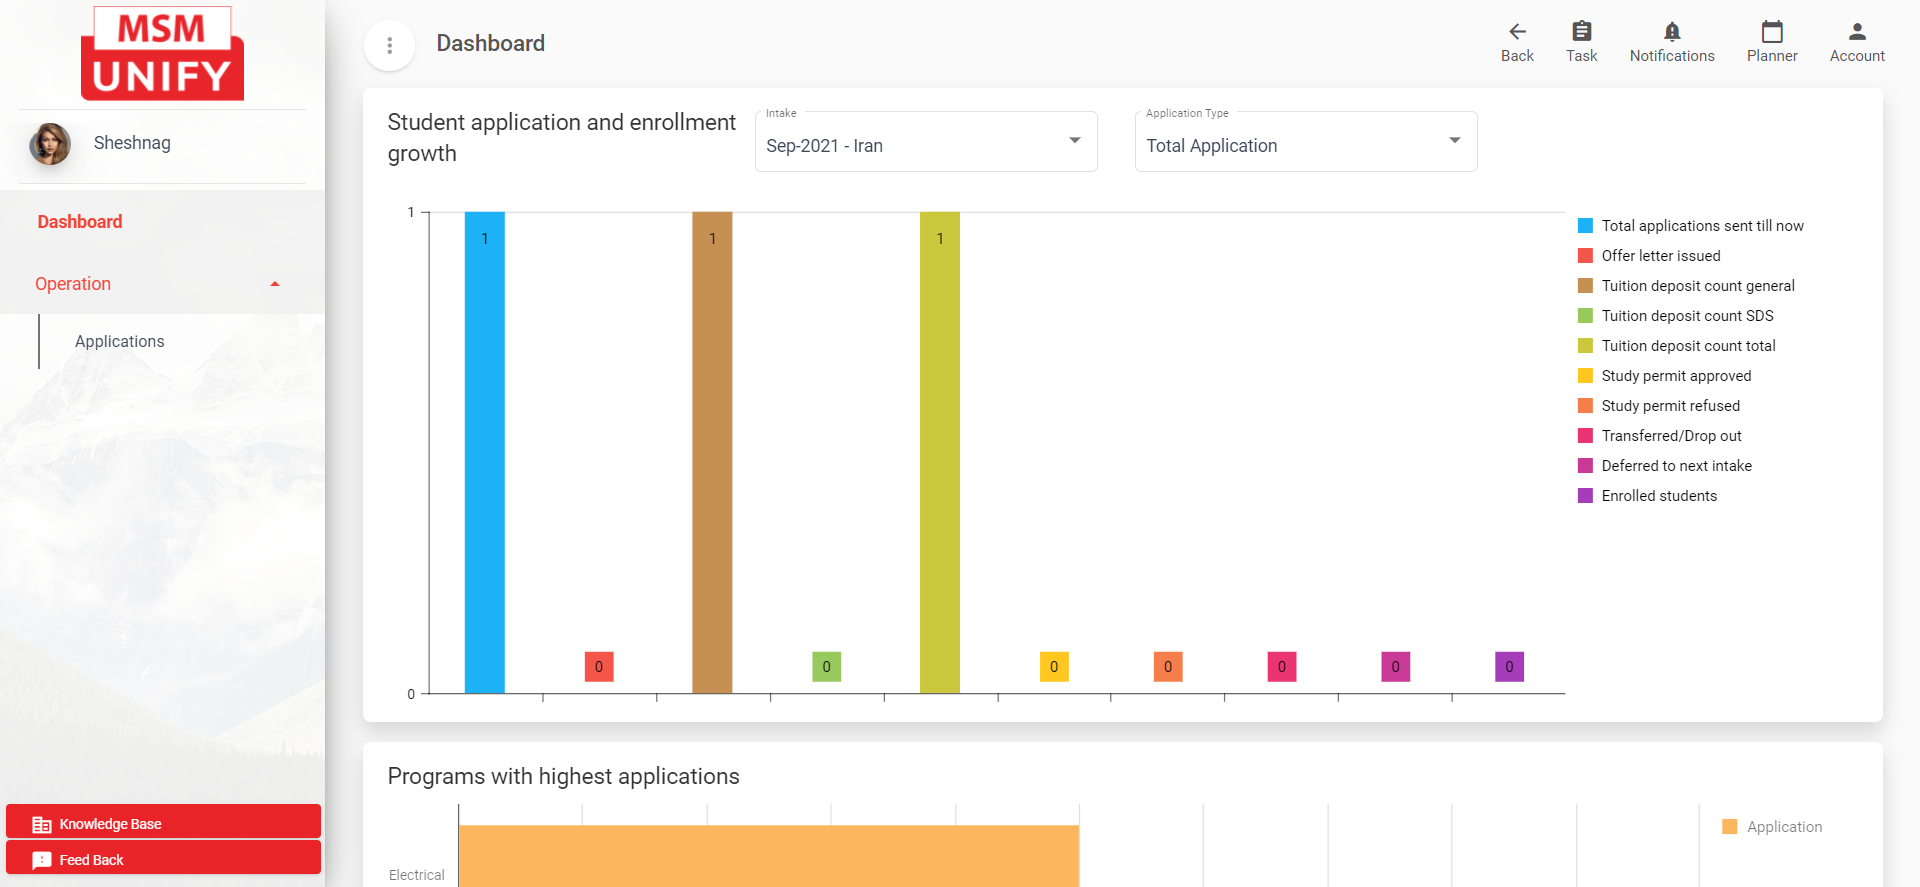 MSM
UNIFY
Sheshnag
Dashboard
Operation
Applications
Knowledge Base
Feed Back
Dashboard
Back
Task
Notifications
Planner
Account
Student application and enrollment
growth
Intake
Sep-2021 - Iran
Application Type
Total Application
1
0
1
0
1
0
1
0
0
0
0
0
Total applications sent till now
Offer letter issued
Tuition deposit count general
Tuition deposit count SDS
Tuition deposit count total
Study permit approved
Study permit refused
Transferred/Drop out
Deferred to next intake
Enrolled students
Programs with highest applications
Electrical
Application